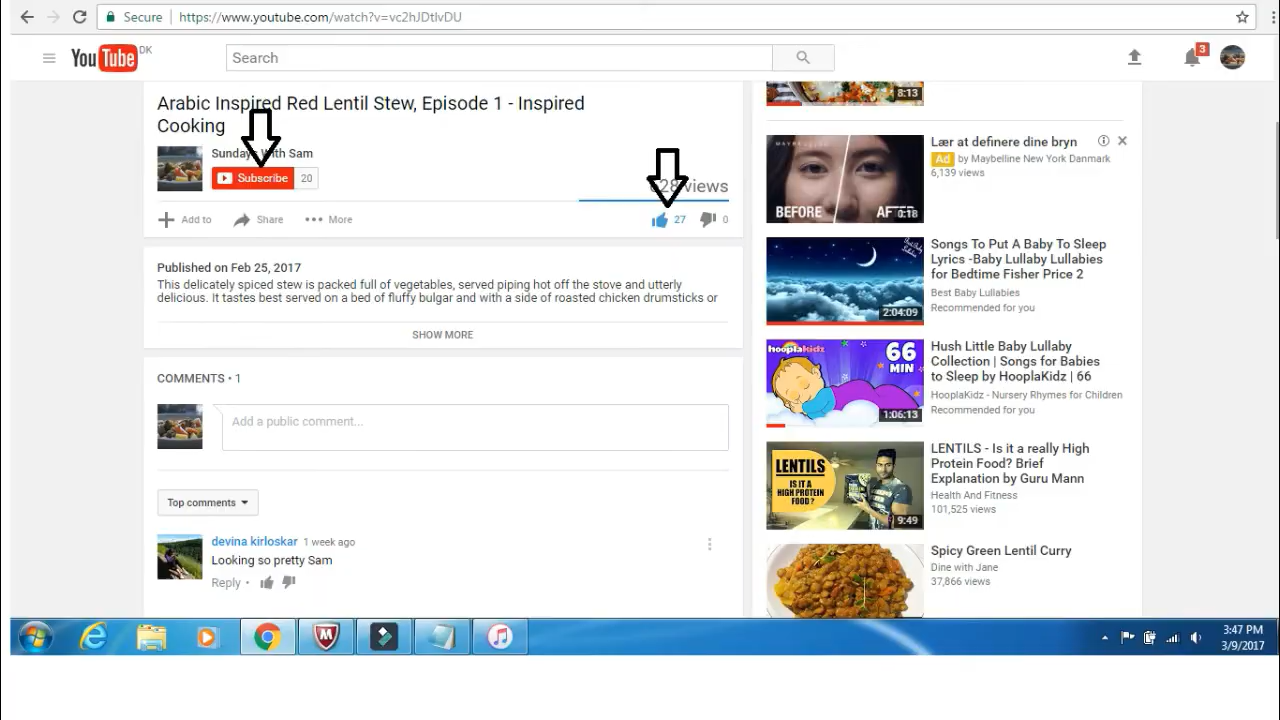 Secure
https://www.youtube.com/watch?v=vc2hJDtlvDU
YouTube DK
Search
3
Arabic Inspired Red Lentil Stew, Episode 1 - Inspired
Cooking
Sam
Subscribe 20
views
Add to Share More
27 0
Published on Feb 25, 2017
This delicately spiced stew is packed full of vegetables, served piping hot off the stove and utterly
delicious. It tastes best served on a bed of fluffy bulgar and with a side of roasted chicken drumsticks or
SHOW MORE
COMMENTS • 1
Add a public comment...
Top comments
devina kirloskar 1 week ago
Looking so pretty Sam
Reply •
8:13
MAYBELLINE
BEFORE AFTER
0:18
Lær at definere dine bryn
Ad by Maybelline New York Danmark
6,139 views
2:04:09
Songs To Put A Baby To Sleep
Lyrics -Baby Lullaby Lullabies
for Bedtime Fisher Price 2
Best Baby Lullabies
Recommended for you
hooplakidz
66
MIN
1:06:13
Hush Little Baby Lullaby
Collection | Songs for Babies
to Sleep by HooplaKidz | 66
HooplaKidz - Nursery Rhymes for Children
Recommended for you
LENTILS
IS IT A
HIGH PROTEIN
FOOD ?
9:49
LENTILS - Is it a really High
Protein Food? Brief
Explanation by Guru Mann
Health And Fitness
101,525 views
Spicy Green Lentil Curry
Dine with Jane
37,866 views
3:47 PM
3/9/2017